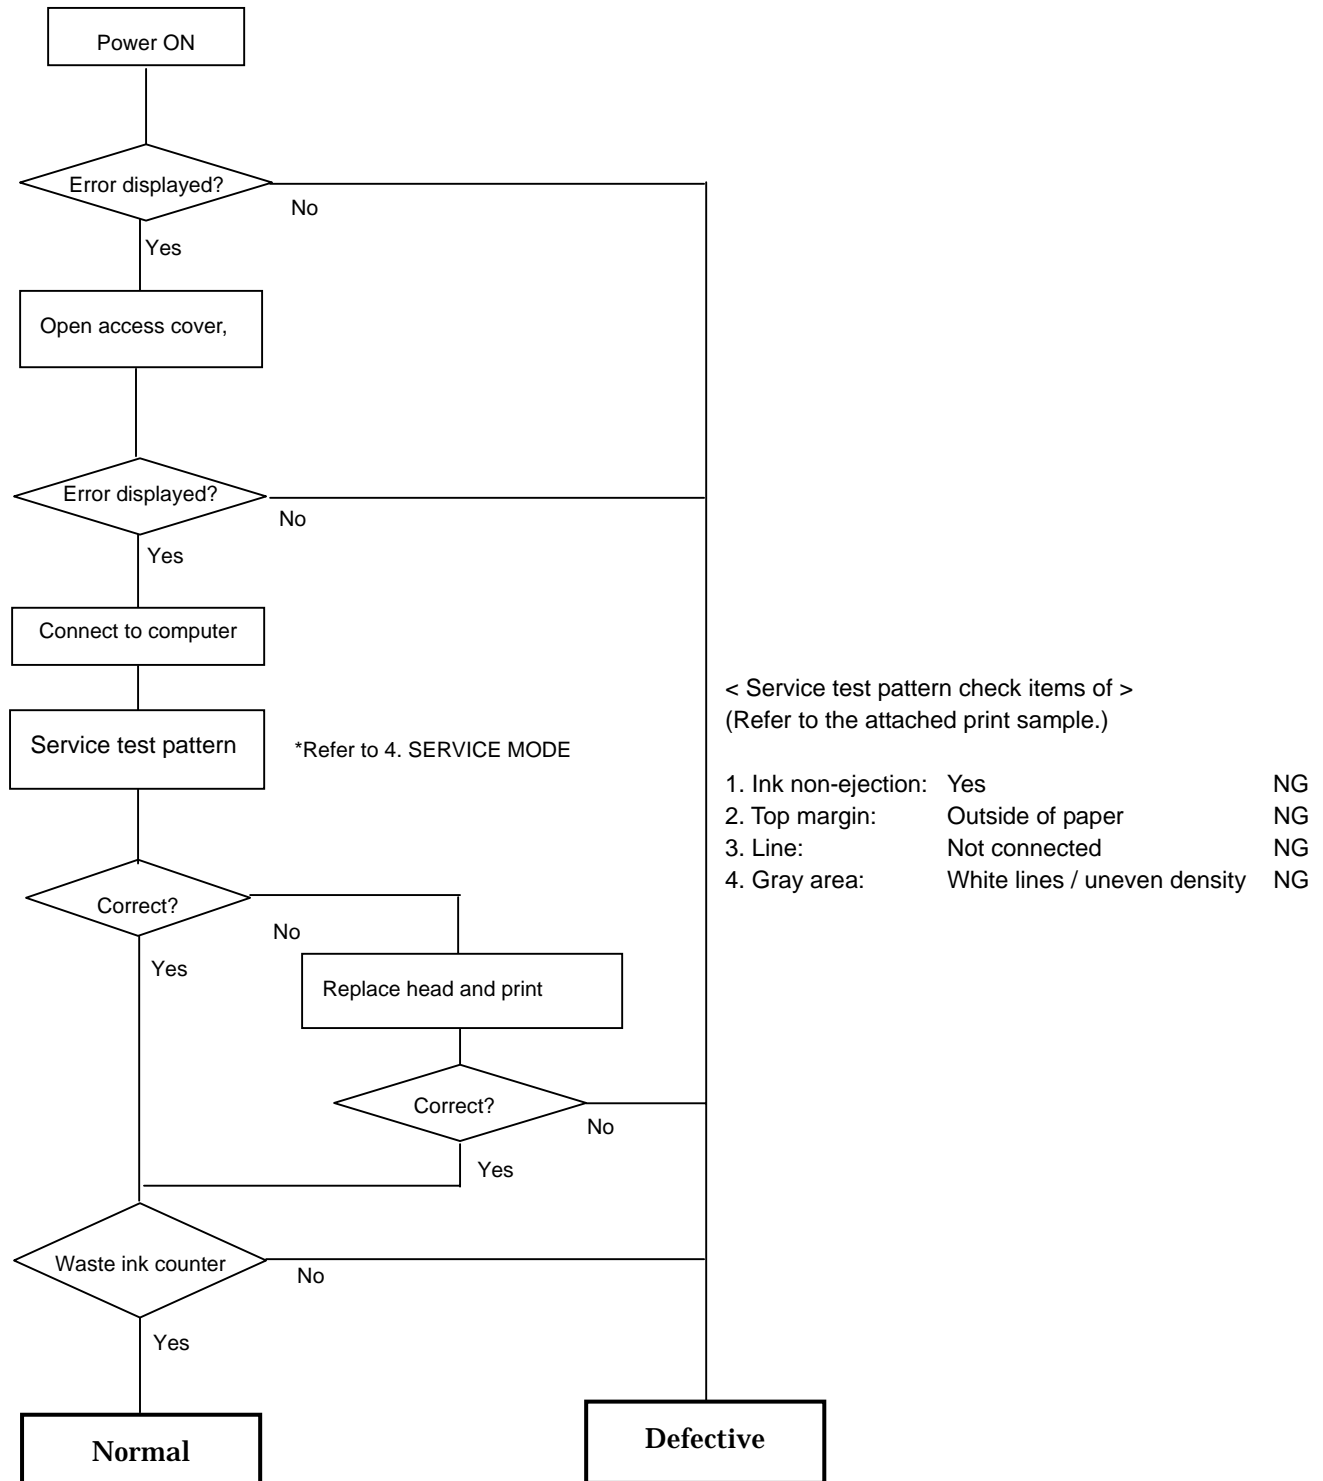 Power ON
Error displayed?
No
Yes
Open access cover,
Error displayed?
No
Yes
Connect to computer
Service test pattern
*Refer to 4. SERVICE MODE
< Service test pattern check items of >
(Refer to the attached print sample.)
1. Ink non-ejection: Yes NG
2. Top margin: Outside of paper NG
3. Line: Not connected NG
4. Gray area: White lines / uneven density NG
Correct?
No
Yes
Replace head and print
Correct?
No
Yes
Waste ink counter
No
Yes
Normal
Defective